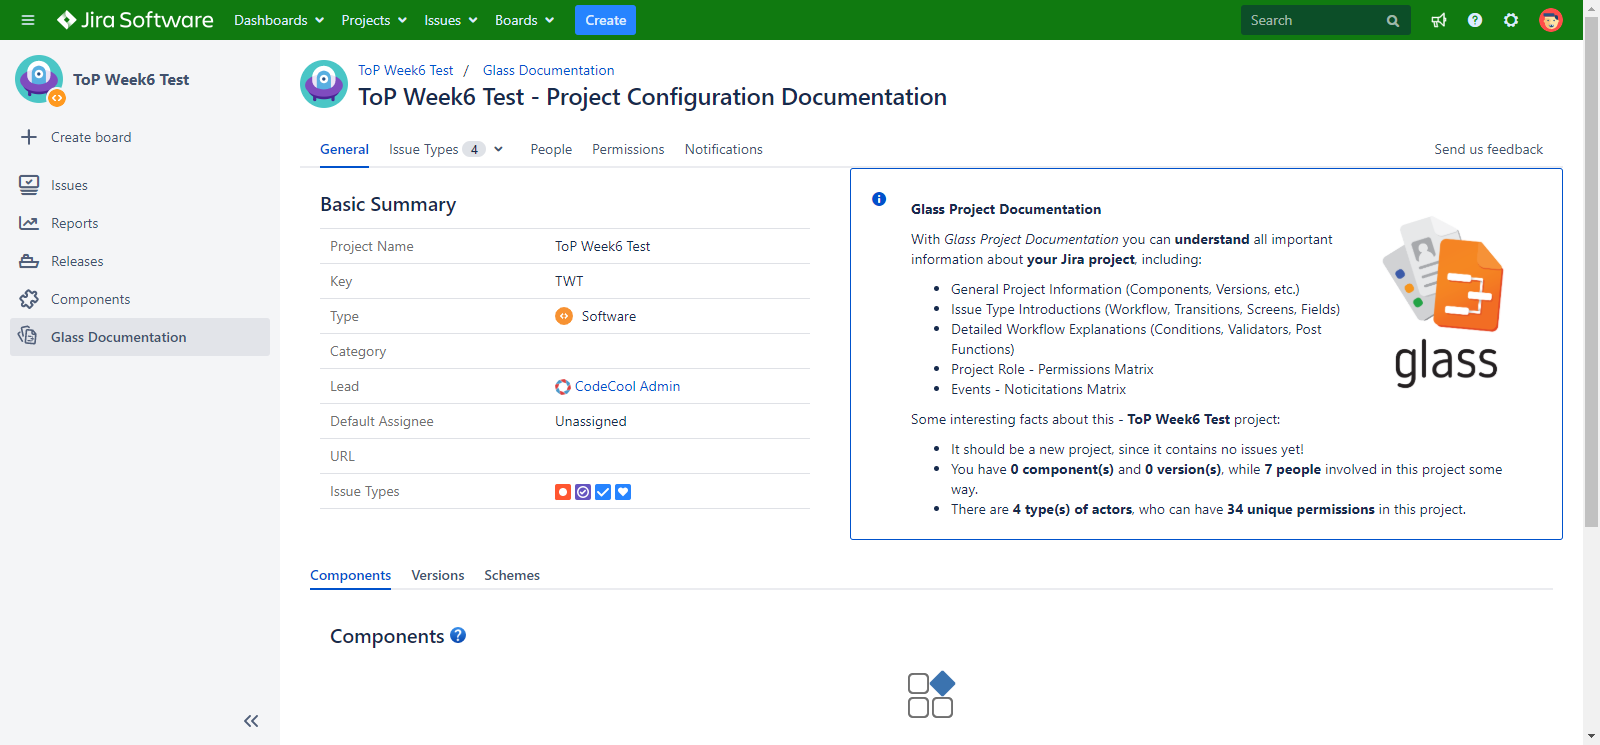 Jira Software Dashboards Projects Issues Boards Create Search
ToP Week6 Test
Create board
Issues
Reports
Releases
Components
Glass Documentation
ToP Week6 Test / Glass Documentation
ToP Week6 Test - Project Configuration Documentation
General Issue Types 4 People Permissions Notifications Send us feedback
Basic Summary
Project Name ToP Week6 Test
Key TWT
Type Software
Category
Lead CodeCool Admin
Default Assignee Unassigned
URL
Issue Types
Glass Project Documentation
With Glass Project Documentation you can understand all important
information about your Jira project, including:
• General Project Information (Components, Versions, etc.)
• Issue Type Introductions (Workflow, Transitions, Screens, Fields)
• Detailed Workflow Explanations (Conditions, Validators, Post
Functions)
• Project Role - Permissions Matrix
• Events - Noticitations Matrix
glass
Some interesting facts about this - ToP Week6 Test project:
• It should be a new project, since it contains no issues yet!
• You have 0 component(s) and 0 version(s), while 7 people involved in this project some
way.
• There are 4 type(s) of actors, who can have 34 unique permissions in this project.
Components Versions Schemes
Components